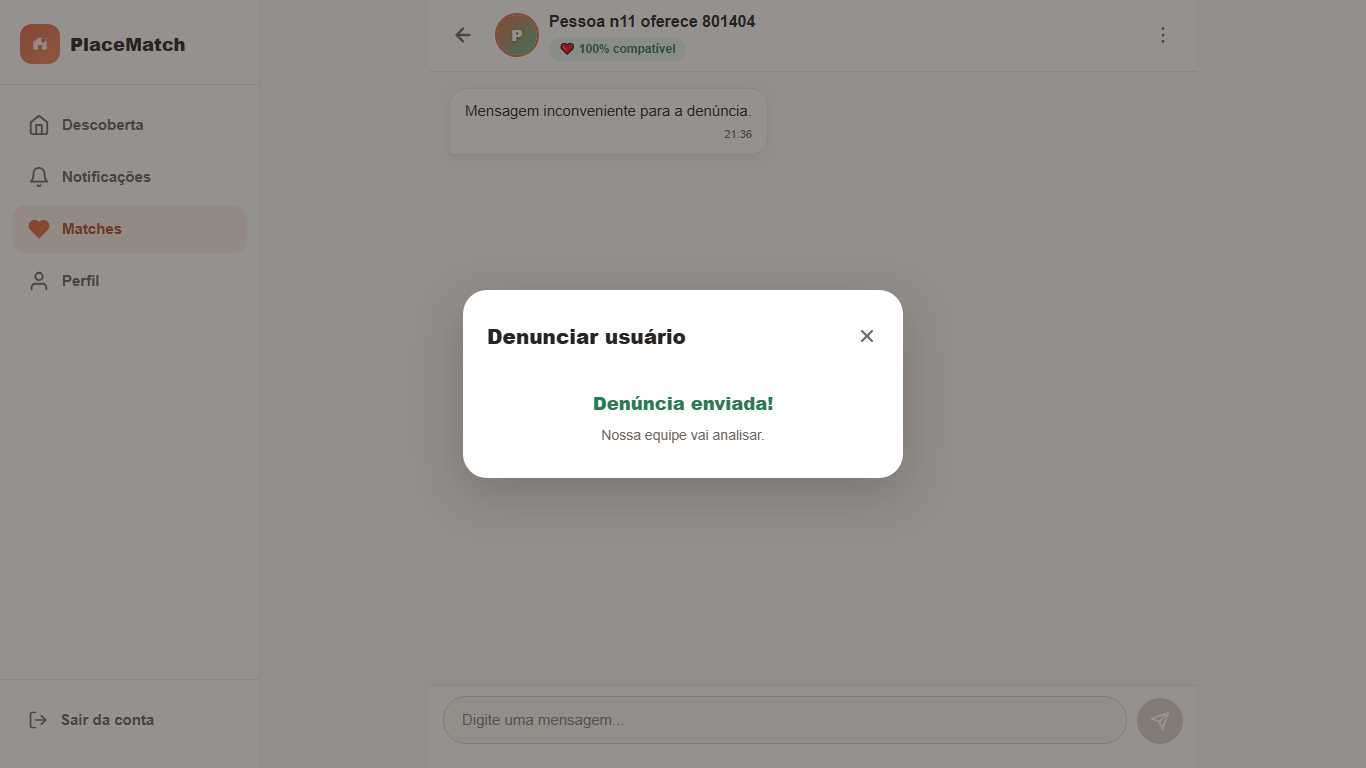 PlaceMatch
Descoberta
Notificações
Matches
Perfil
Sair da conta
P
Pessoa n11 oferece 801404
100% compatível
Mensagem inconveniente para a denúncia.
21:36
Denunciar usuário
Denúncia enviada!
Nossa equipe vai analisar.
Digite uma mensagem...